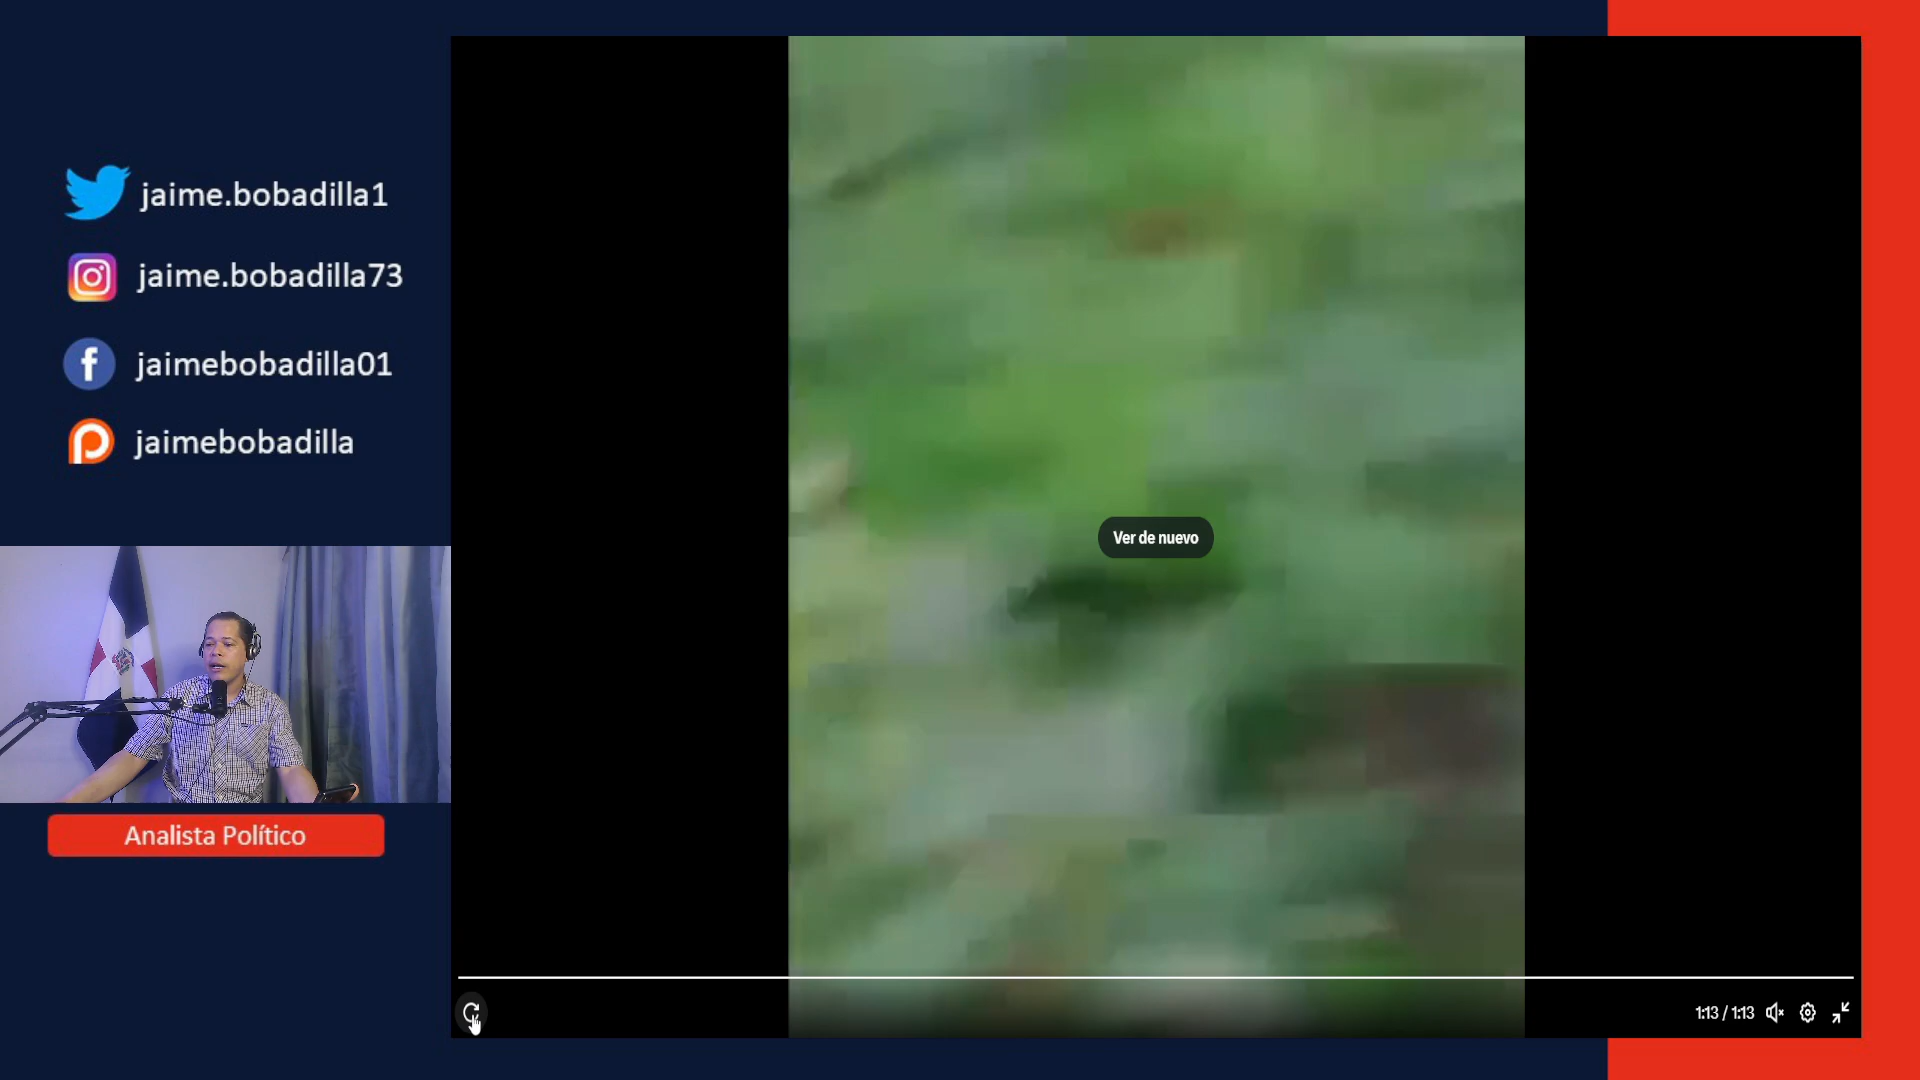 jaime.bobadilla1
jaime.bobadilla73
jaimebobadilla01
jaimebobadilla
Analista Político
Ver de nuevo
1:13 / 1:13